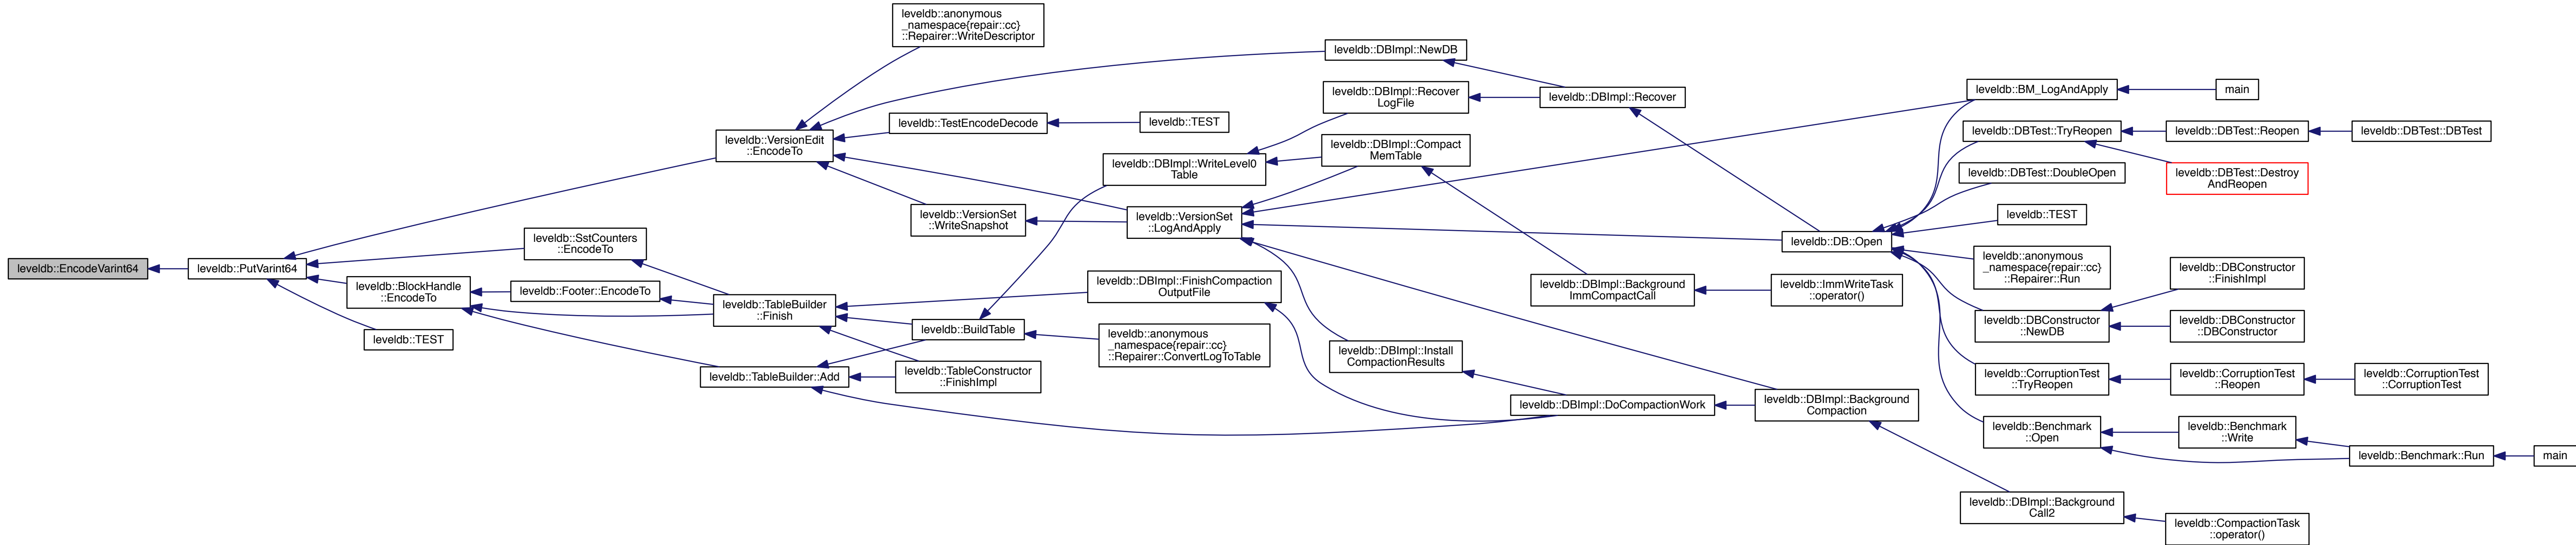 leveldb::EncodeVarint64
leveldb::PutVarint64
leveldb::VersionEdit
::EncodeTo
leveldb::anonymous
_namespace{repair::cc}
::Repairer::WriteDescriptor
leveldb::DBImpl::NewDB
leveldb::DBImpl::Recover
leveldb::DB::Open
leveldb::BM_LogAndApply
main
leveldb::DBTest::TryReopen
leveldb::DBTest::Reopen
leveldb::DBTest::DBTest
leveldb::DBTest::Destroy
AndReopen
leveldb::DBTest::DoubleOpen
leveldb::TEST
leveldb::anonymous
_namespace{repair::cc}
::Repairer::Run
leveldb::DBConstructor
::NewDB
leveldb::DBConstructor
::FinishImpl
leveldb::DBConstructor
::DBConstructor
leveldb::CorruptionTest
::TryReopen
leveldb::CorruptionTest
::Reopen
leveldb::CorruptionTest
::CorruptionTest
leveldb::Benchmark
::Open
leveldb::Benchmark
::Write
leveldb::Benchmark::Run
main
leveldb::TestEncodeDecode
leveldb::TEST
leveldb::VersionSet
::WriteSnapshot
leveldb::VersionSet
::LogAndApply
leveldb::DBImpl::Recover
LogFile
leveldb::DBImpl::Compact
MemTable
leveldb::DBImpl::WriteLevel0
Table
leveldb::DBImpl::Background
ImmCompactCall
leveldb::ImmWriteTask
::operator()
leveldb::DBImpl::Install
CompactionResults
leveldb::DBImpl::DoCompactionWork
leveldb::DBImpl::Background
Compaction
leveldb::DBImpl::Background
Call2
leveldb::CompactionTask
::operator()
leveldb::SstCounters
::EncodeTo
leveldb::BlockHandle
::EncodeTo
leveldb::TEST
leveldb::Footer::EncodeTo
leveldb::TableBuilder
::Finish
leveldb::TableBuilder::Add
leveldb::DBImpl::FinishCompaction
OutputFile
leveldb::BuildTable
leveldb::anonymous
_namespace{repair::cc}
::Repairer::ConvertLogToTable
leveldb::TableConstructor
::FinishImpl